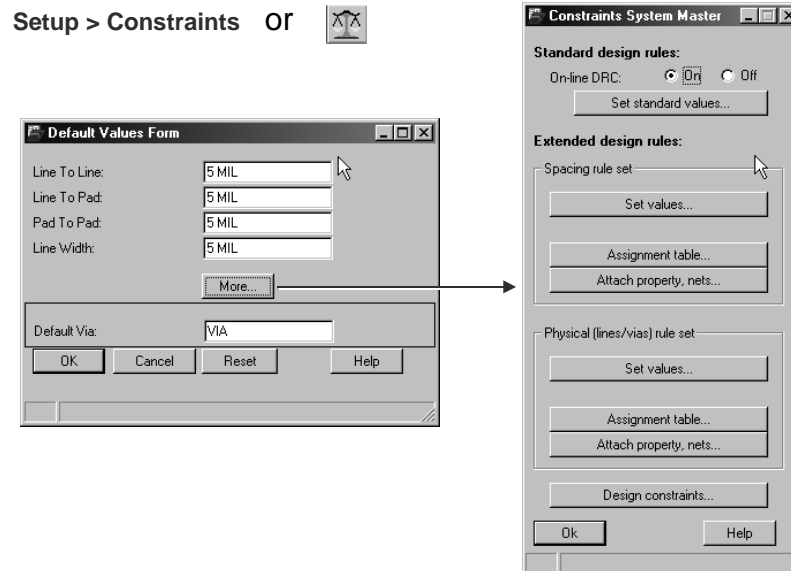 Setup > Constraints or
Default Values Form
Line To Line: 5 MIL
Line To Pad: 5 MIL
Pad To Pad: 5 MIL
Line Width: 5 MIL
More...
Default Via: VIA
OK Cancel Reset Help
Constraints System Master
Standard design rules:
On-line DRC: On Off
Set standard values...
Extended design rules:
Spacing rule set
Set values...
Assignment table...
Attach property, nets...
Physical (lines/vias) rule set
Set values...
Assignment table...
Attach property, nets...
Design constraints...
Ok Help